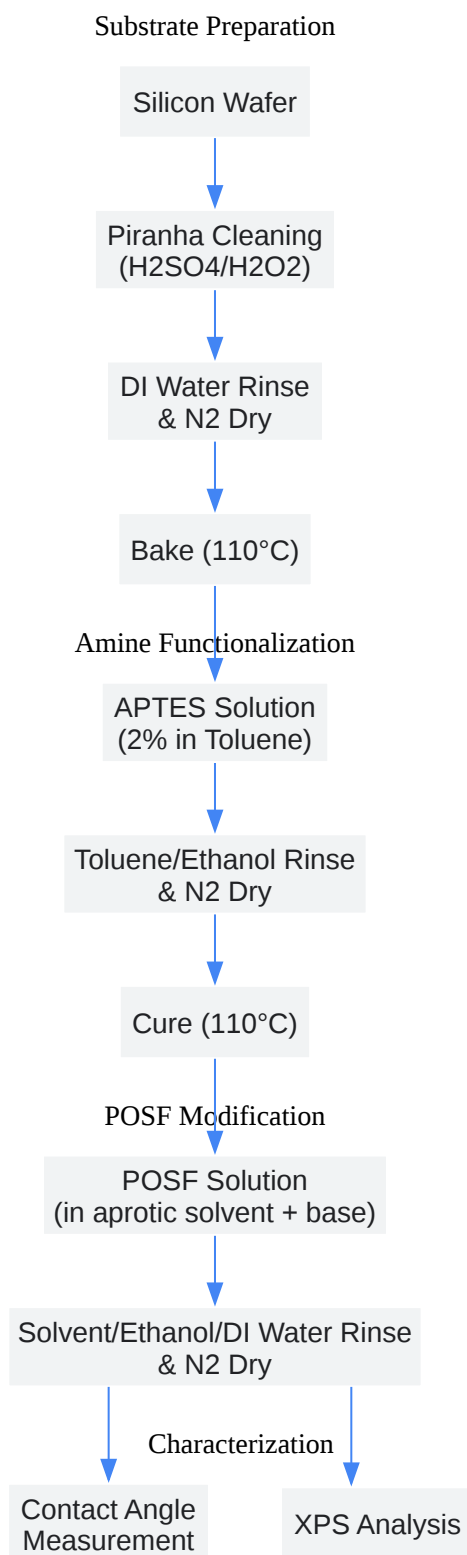 Substrate Preparation
Silicon Wafer
Piranha Cleaning
(H2SO4/H2O2)
DI Water Rinse
& N2 Dry
Bake (110°C)
Amine Functionalization
APTES Solution
(2% in Toluene)
Toluene/Ethanol Rinse
& N2 Dry
Cure (110°C)
POSF Modification
POSF Solution
(in aprotic solvent + base)
Solvent/Ethanol/DI Water Rinse
& N2 Dry
Characterization
Contact Angle
Measurement
XPS Analysis